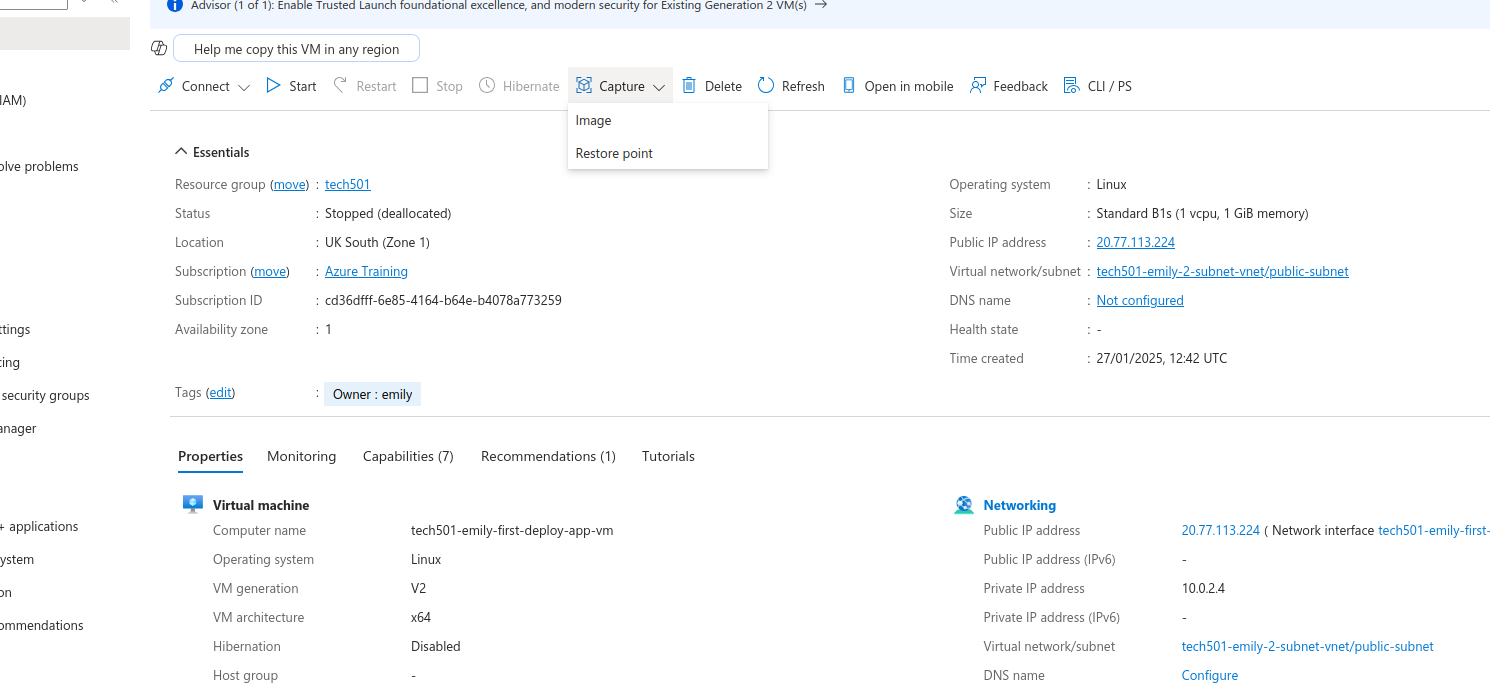 Advisor (1 of 1): Enable Trusted Launch foundational excellence, and modern security for Existing Generation 2 VM(s) →
Help me copy this VM in any region
Connect Start Restart Stop Hibernate Capture Delete Refresh Open in mobile Feedback CLI / PS
Image
Restore point
IAM)
olve problems
ttings
cing
security groups
anager
+ applications
ystem
on
ommendations
Essentials
Resource group (move) : tech501
Status : Stopped (deallocated)
Location : UK South (Zone 1)
Subscription (move) : Azure Training
Subscription ID : cd36dfff-6e85-4164-b64e-b4078a773259
Availability zone : 1
Operating system : Linux
Size : Standard B1s (1 vcpu, 1 GiB memory)
Public IP address : 20.77.113.224
Virtual network/subnet : tech501-emily-2-subnet-vnet/public-subnet
DNS name : Not configured
Health state : -
Time created : 27/01/2025, 12:42 UTC
Tags (edit) : Owner : emily
Properties Monitoring Capabilities (7) Recommendations (1) Tutorials
Virtual machine
Computer name tech501-emily-first-deploy-app-vm
Operating system Linux
VM generation V2
VM architecture x64
Hibernation Disabled
Host group -
Networking
Public IP address 20.77.113.224 ( Network interface tech501-emily-first-
Public IP address (IPv6) -
Private IP address 10.0.2.4
Private IP address (IPv6) -
Virtual network/subnet tech501-emily-2-subnet-vnet/public-subnet
DNS name Configure